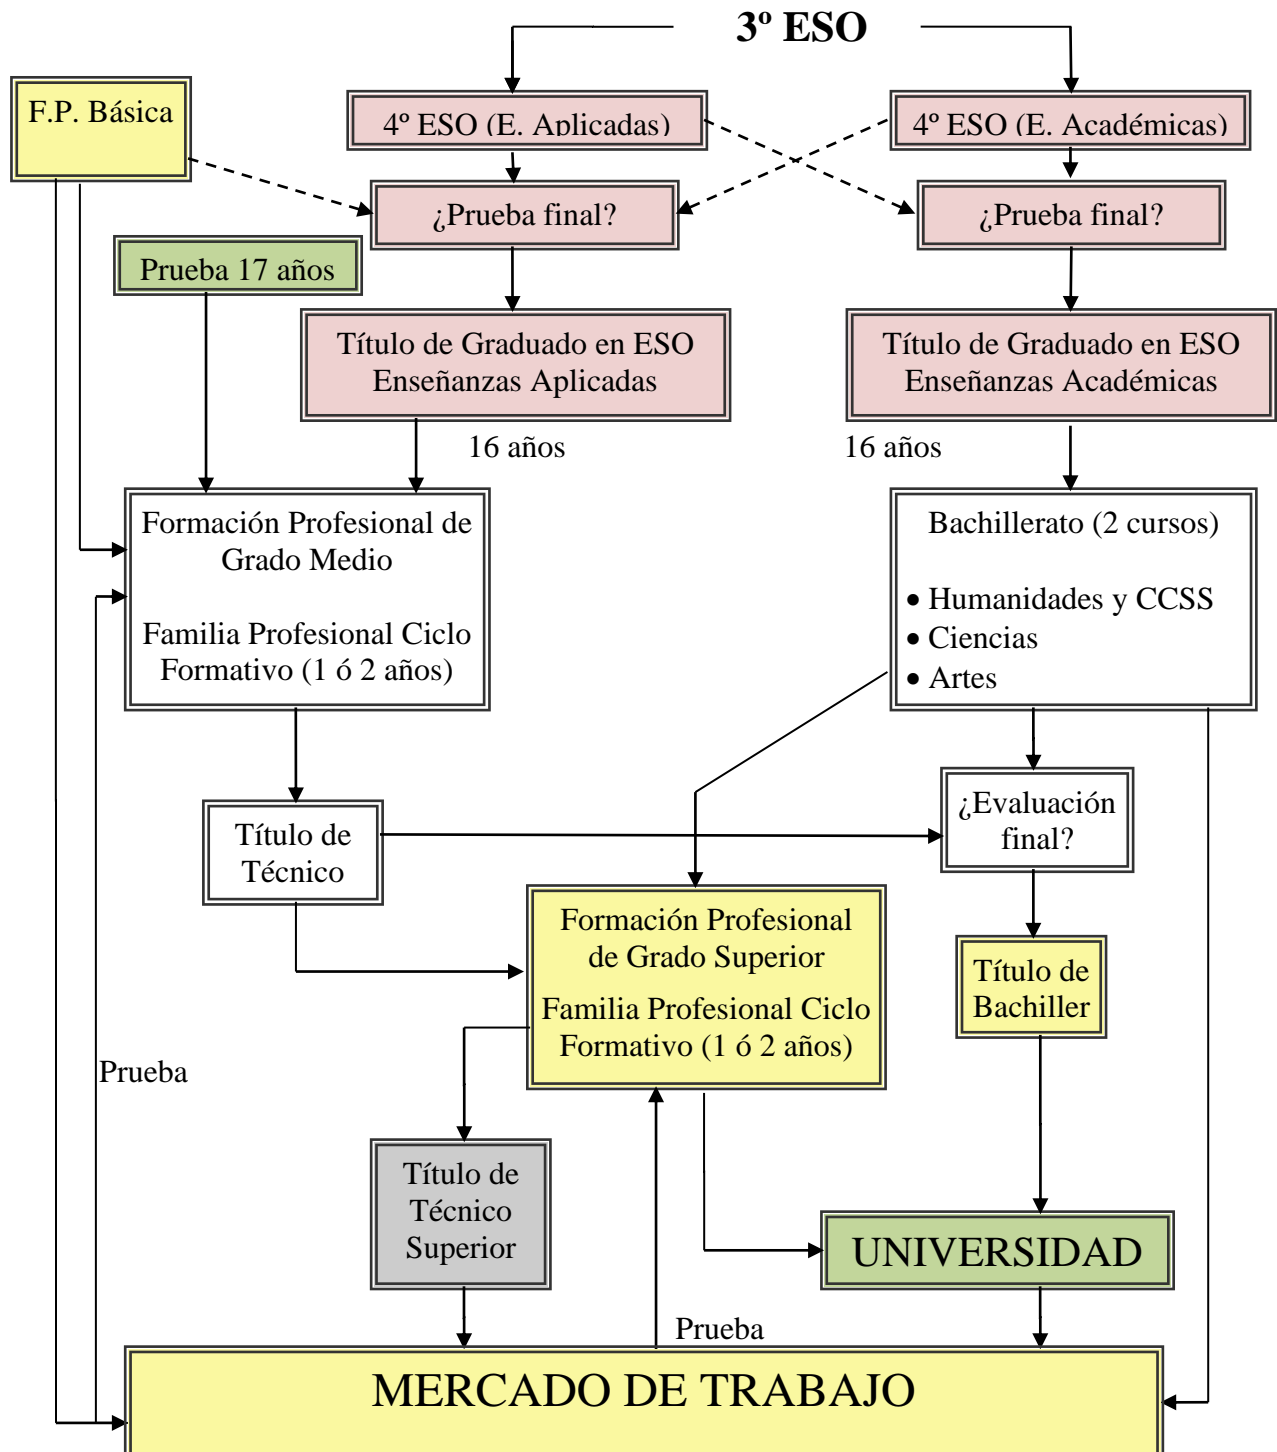 3º ESO
F.P. Básica
4º ESO (E. Aplicadas)
4º ESO (E. Académicas)
¿Prueba final?
¿Prueba final?
Prueba 17 años
Título de Graduado en ESO
Enseñanzas Aplicadas
Título de Graduado en ESO
Enseñanzas Académicas
16 años
16 años
Formación Profesional de
Grado Medio
Familia Profesional Ciclo
Formativo (1 ó 2 años)
Bachillerato (2 cursos)
• Humanidades y CCSS
• Ciencias
• Artes
Título de
Técnico
¿Evaluación
final?
Formación Profesional
de Grado Superior
Familia Profesional Ciclo
Formativo (1 ó 2 años)
Título de
Bachiller
Prueba
Título de
Técnico
Superior
UNIVERSIDAD
Prueba
MERCADO DE TRABAJO